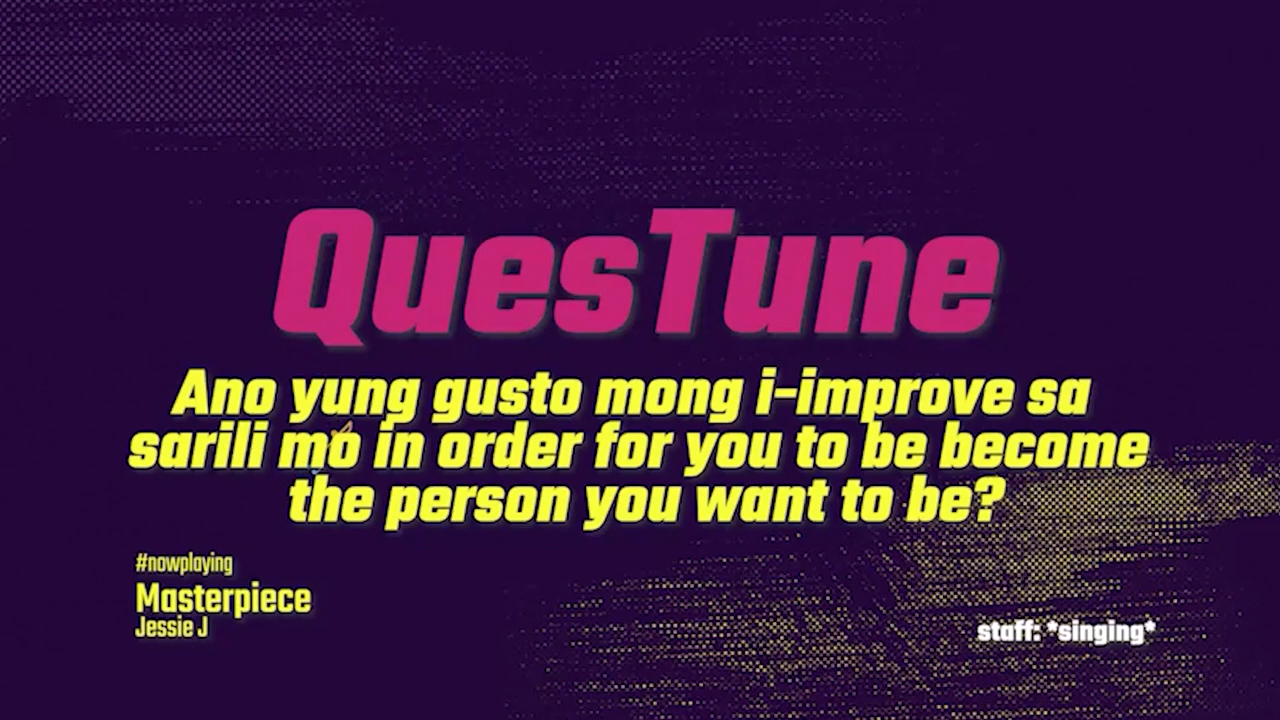 QuesTune
Ano yung gusto mong i-improve sa
sarili mo in order for you to be become
the person you want to be?
#nowplaying
Masterpiece
Jessie J
staff: *singing*